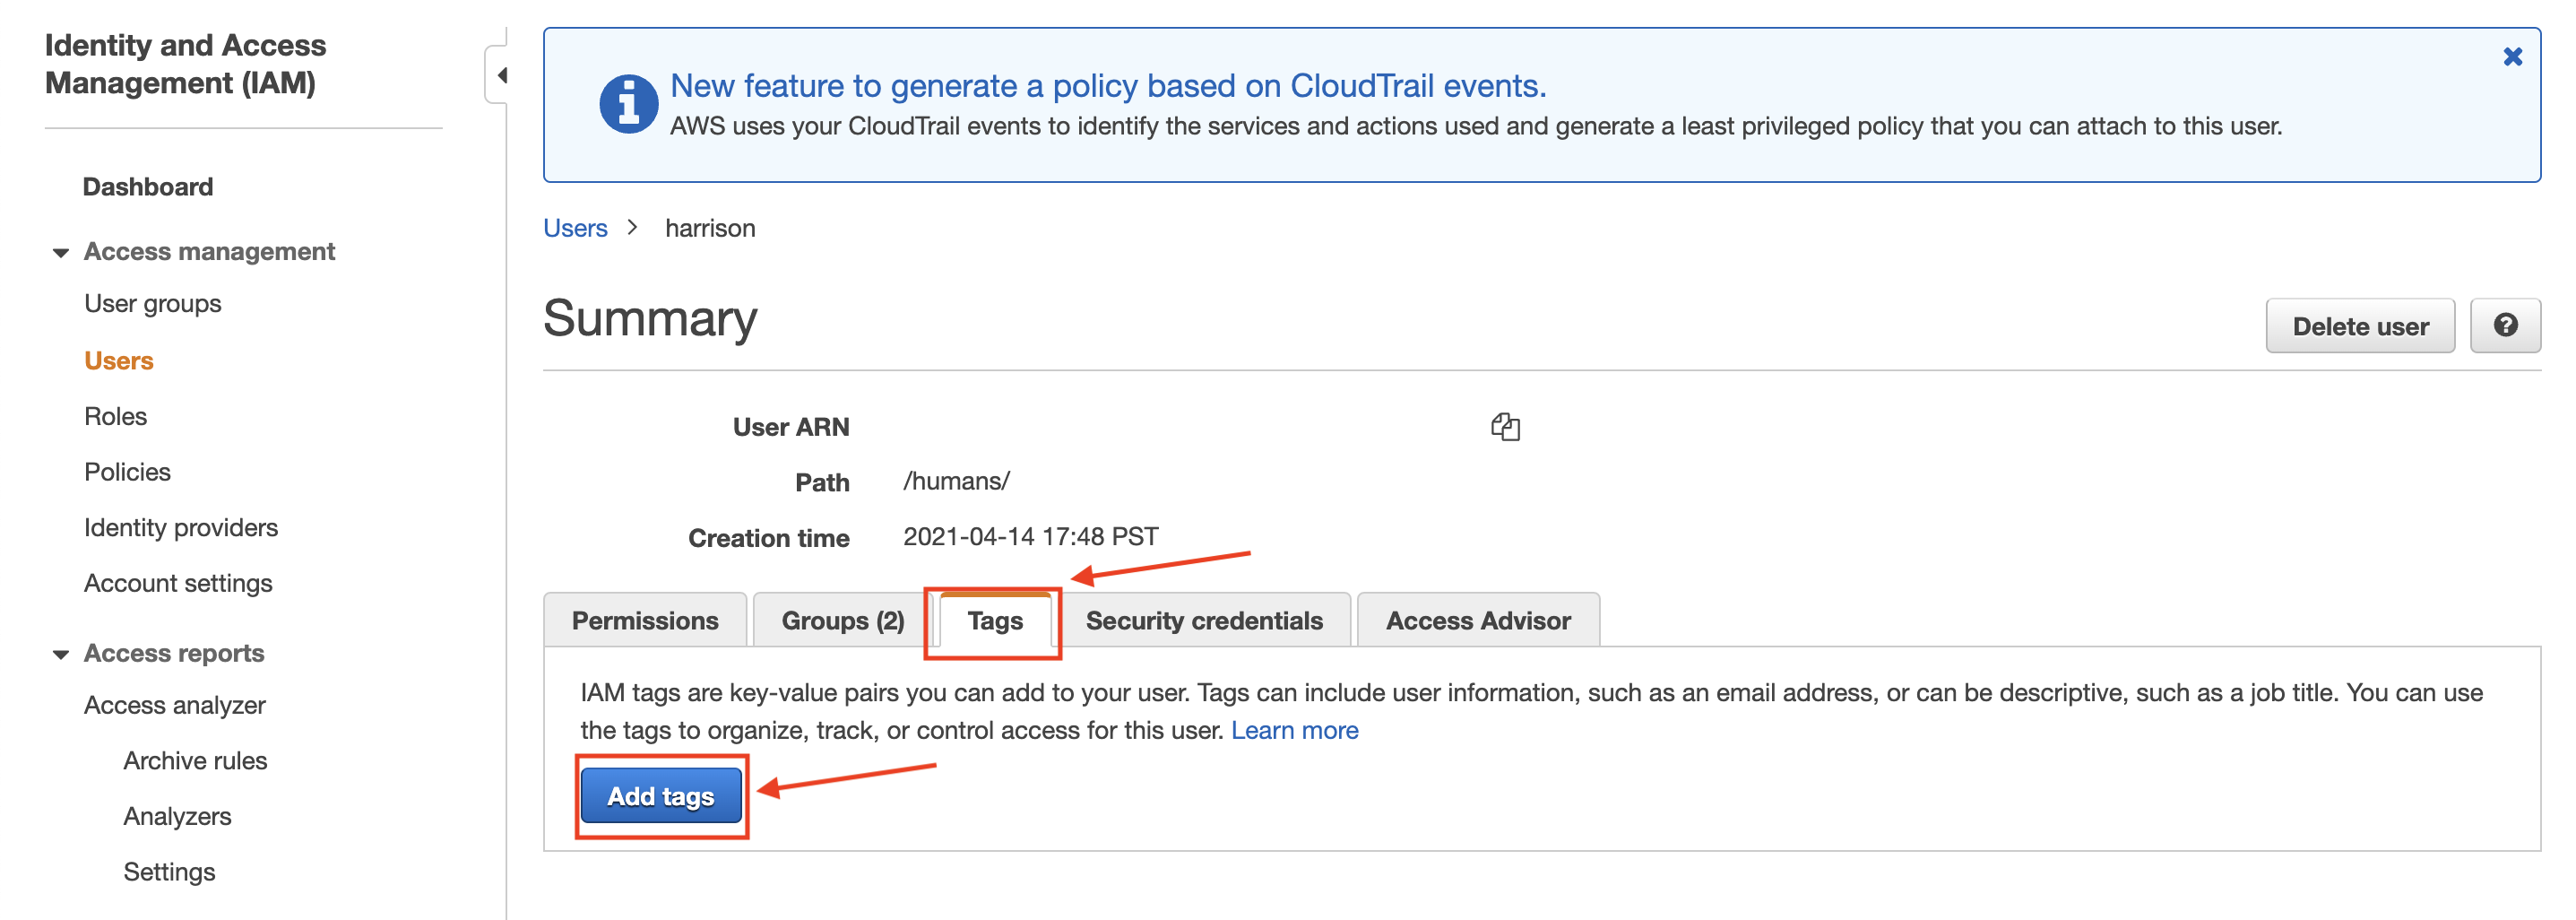 Identity and Access
Management (IAM)
Dashboard
Access management
User groups
Users
Roles
Policies
Identity providers
Account settings
Access reports
Access analyzer
Archive rules
Analyzers
Settings
New feature to generate a policy based on CloudTrail events.
AWS uses your CloudTrail events to identify the services and actions used and generate a least privileged policy that you can attach to this user.
Users > harrison
Summary
Delete user
User ARN
Path /humans/
Creation time 2021-04-14 17:48 PST
Permissions Groups (2) Tags Security credentials Access Advisor
IAM tags are key-value pairs you can add to your user. Tags can include user information, such as an email address, or can be descriptive, such as a job title. You can use
the tags to organize, track, or control access for this user. Learn more
Add tags